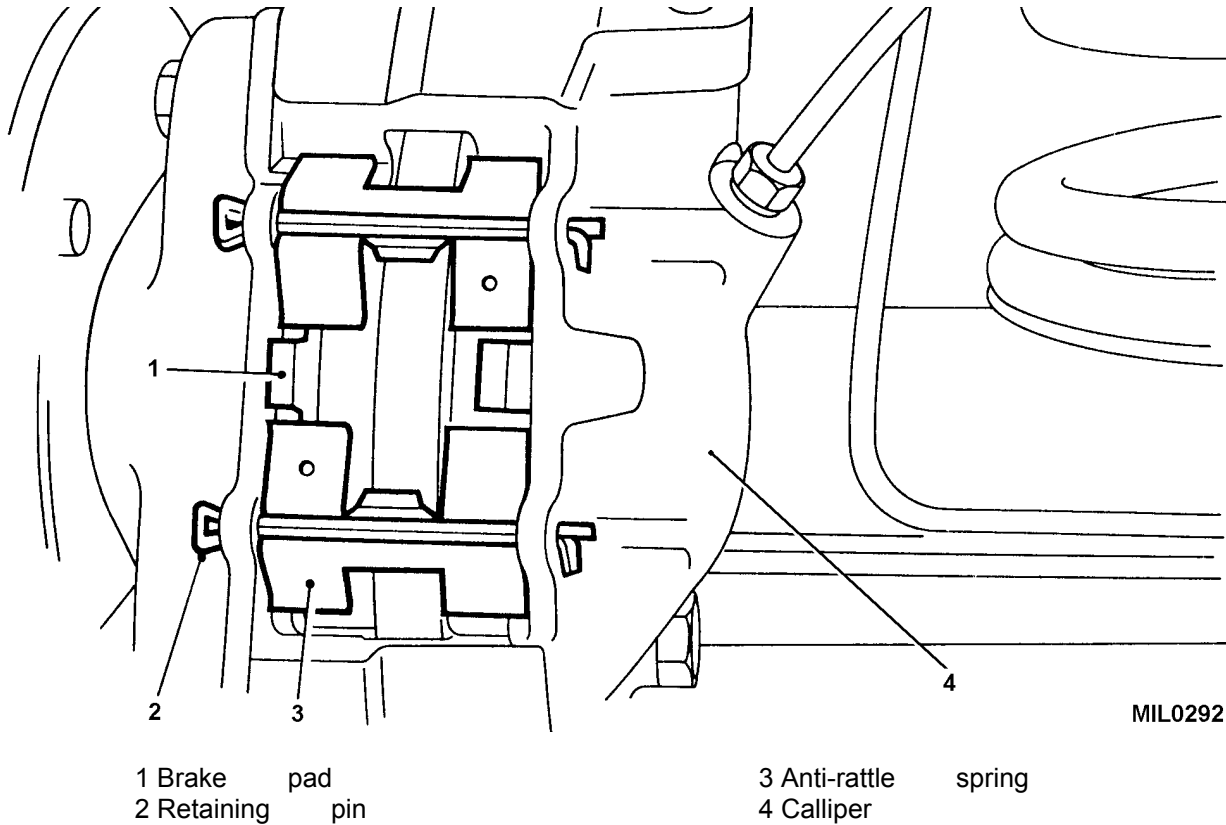 1
2
3
4
MIL0292
1 Brake pad
2 Retaining pin
3 Anti-rattle spring
4 Calliper